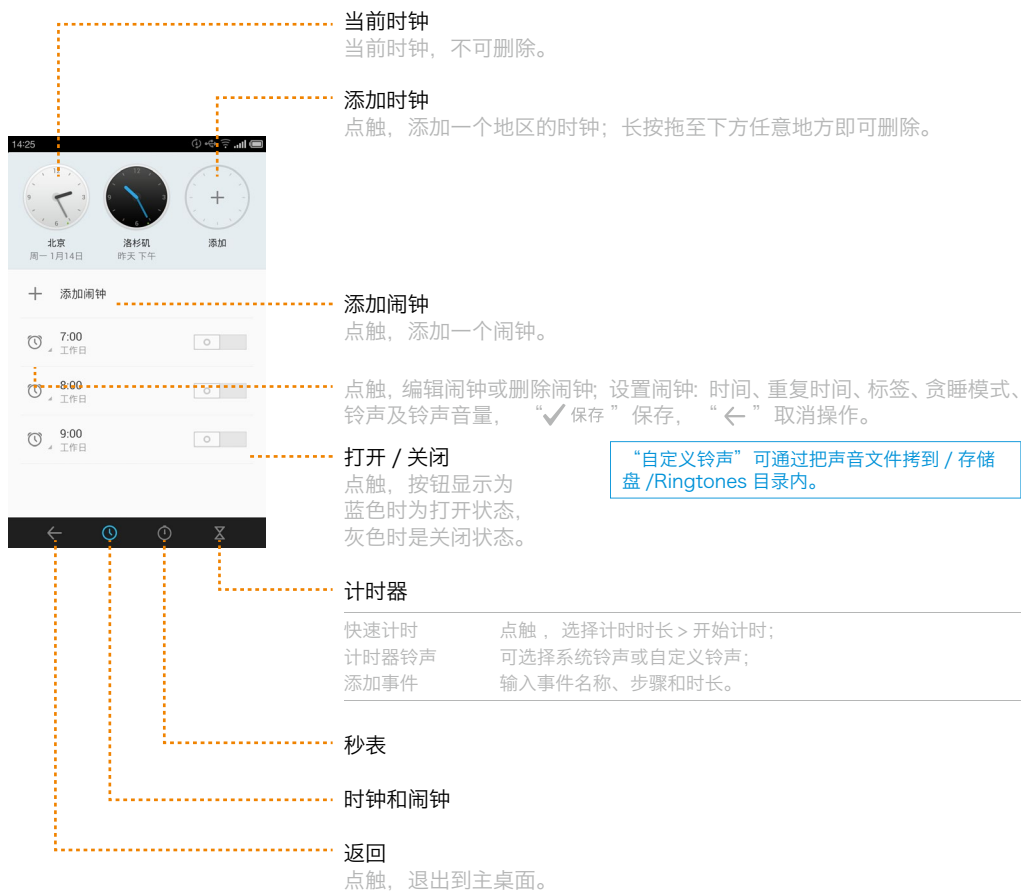 当前时钟
当前时钟，不可删除。
添加时钟
点触，添加一个地区的时钟；长按拖至下方任意地方即可删除。
14:25
12
3
6
9
12
3
6
9
北京
洛杉矶
添加
周一 1月14日
昨天 下午
添加闹钟
7:00
工作日
8:00
工作日
9:00
工作日
添加闹钟
点触，添加一个闹钟。
点触，编辑闹钟或删除闹钟；设置闹钟：时间、重复时间、标签、贪睡模式、
铃声及铃声音量， “✓ 保存 ”保存， “ ← ”取消操作。
打开 / 关闭
点触，按钮显示为
蓝色时为打开状态，
灰色时是关闭状态。
“自定义铃声”可通过把声音文件拷到 / 存储
盘 /Ringtones 目录内。
计时器
快速计时 点触 ，选择计时时长 > 开始计时；
计时器铃声 可选择系统铃声或自定义铃声；
添加事件 输入事件名称、步骤和时长。
秒表
时钟和闹钟
返回
点触，退出到主桌面。